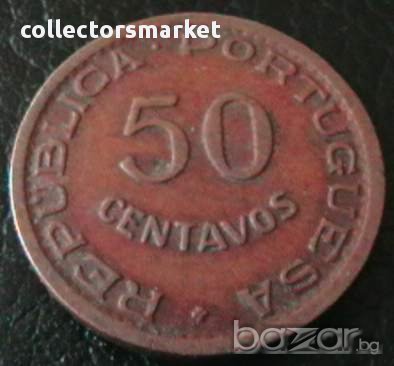 collectorsmarket
REPUBLICA · PORTUGUESA
50
CENTAVOS
bazar.bg